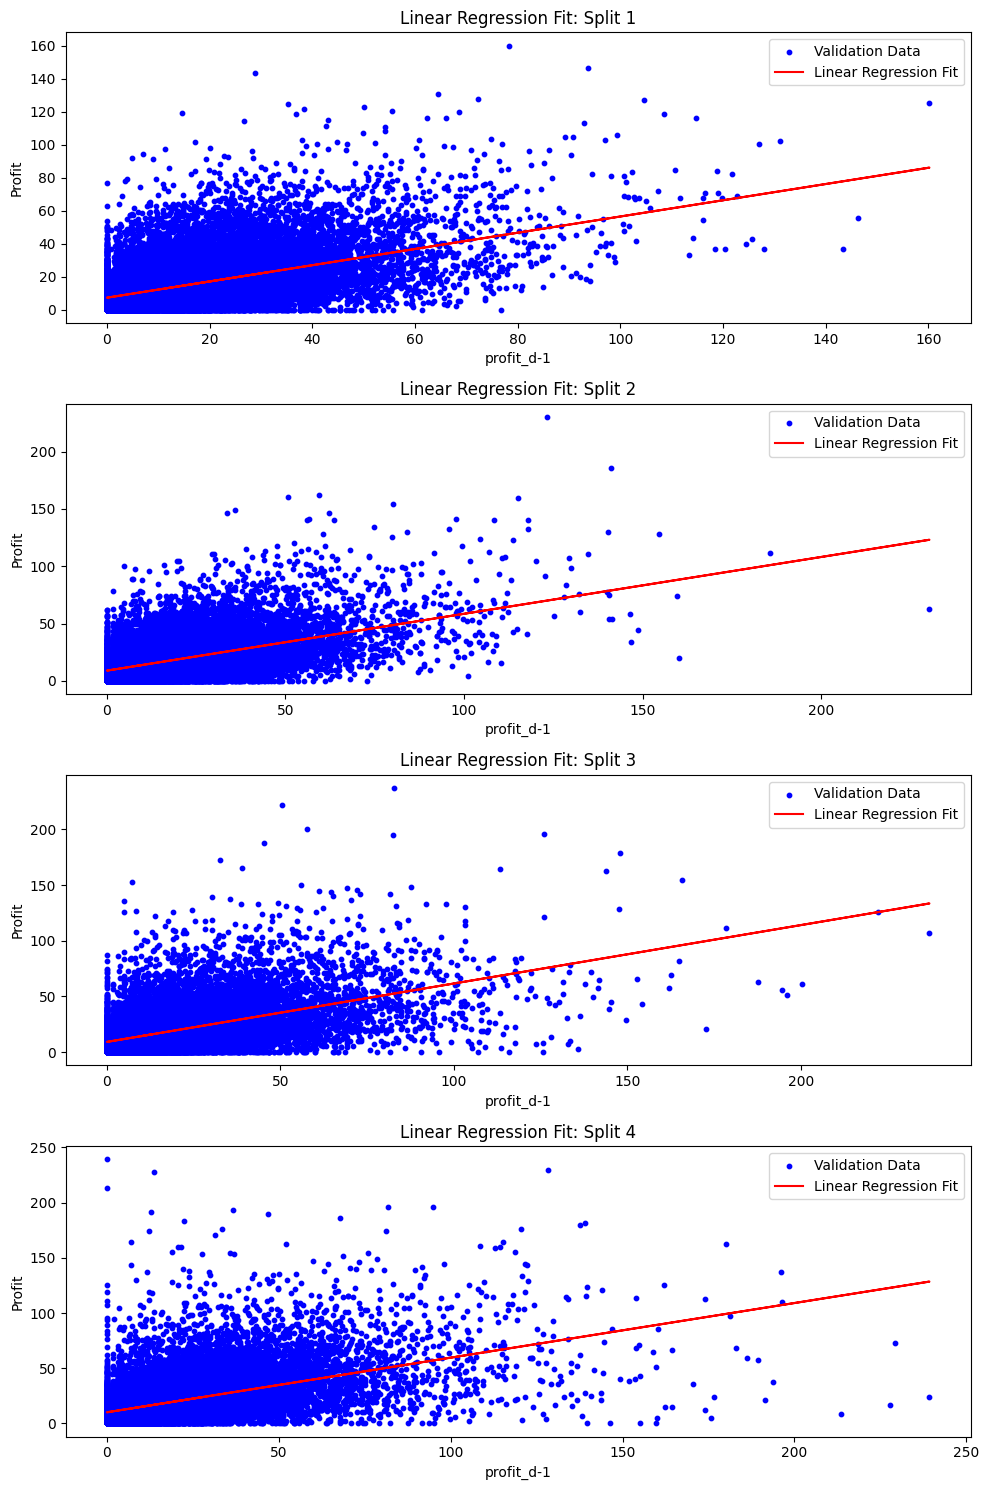 Linear Regression Fit: Split 1
Validation Data
Linear Regression Fit
Profit
160
140
120
100
80
60
40
20
0
0 20 40 60 80 100 120 140 160
profit_d-1
Linear Regression Fit: Split 2
Validation Data
Linear Regression Fit
Profit
200
150
100
50
0
0 50 100 150 200
profit_d-1
Linear Regression Fit: Split 3
Validation Data
Linear Regression Fit
Profit
200
150
100
50
0
0 50 100 150 200
profit_d-1
Linear Regression Fit: Split 4
Validation Data
Linear Regression Fit
Profit
250
200
150
100
50
0
0 50 100 150 200 250
profit_d-1